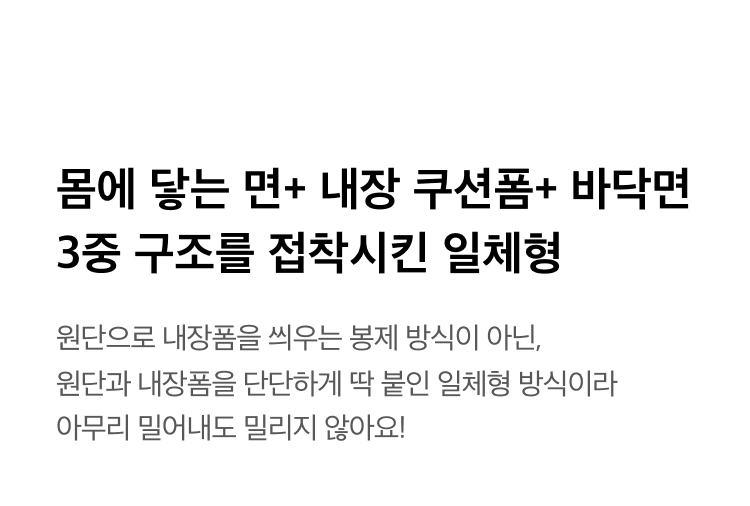 몸에 닿는 면+ 내장 쿠션폼+ 바닥면
3중 구조를 접착시킨 일체형
원단으로 내장폼을 씌우는 봉제 방식이 아닌,
원단과 내장폼을 단단하게 딱 붙인 일체형 방식이라
아무리 밀어내도 밀리지 않아요!